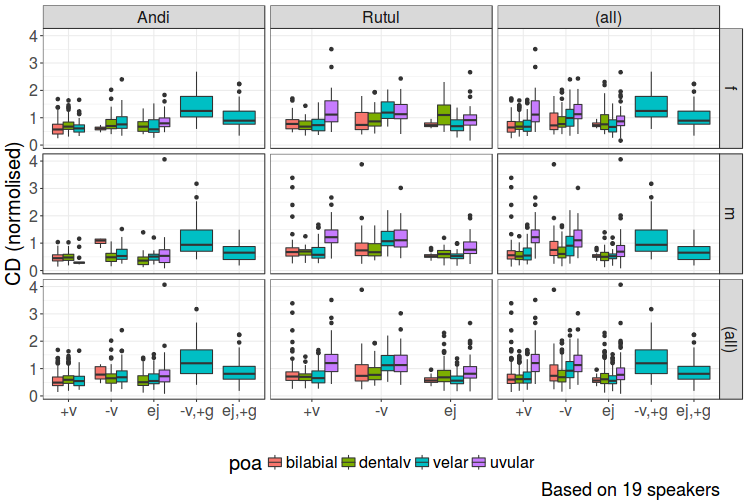 Andi Rutul (all)
4
3
2
1
0
f
4
3
2
1
0
m
4
3
2
1
0
(all)
CD (normolised)
+v -v ej -v,+g ej,+g +v -v ej +v -v ej -v,+g ej,+g
poa bilabial dentalv velar uvular
Based on 19 speakers